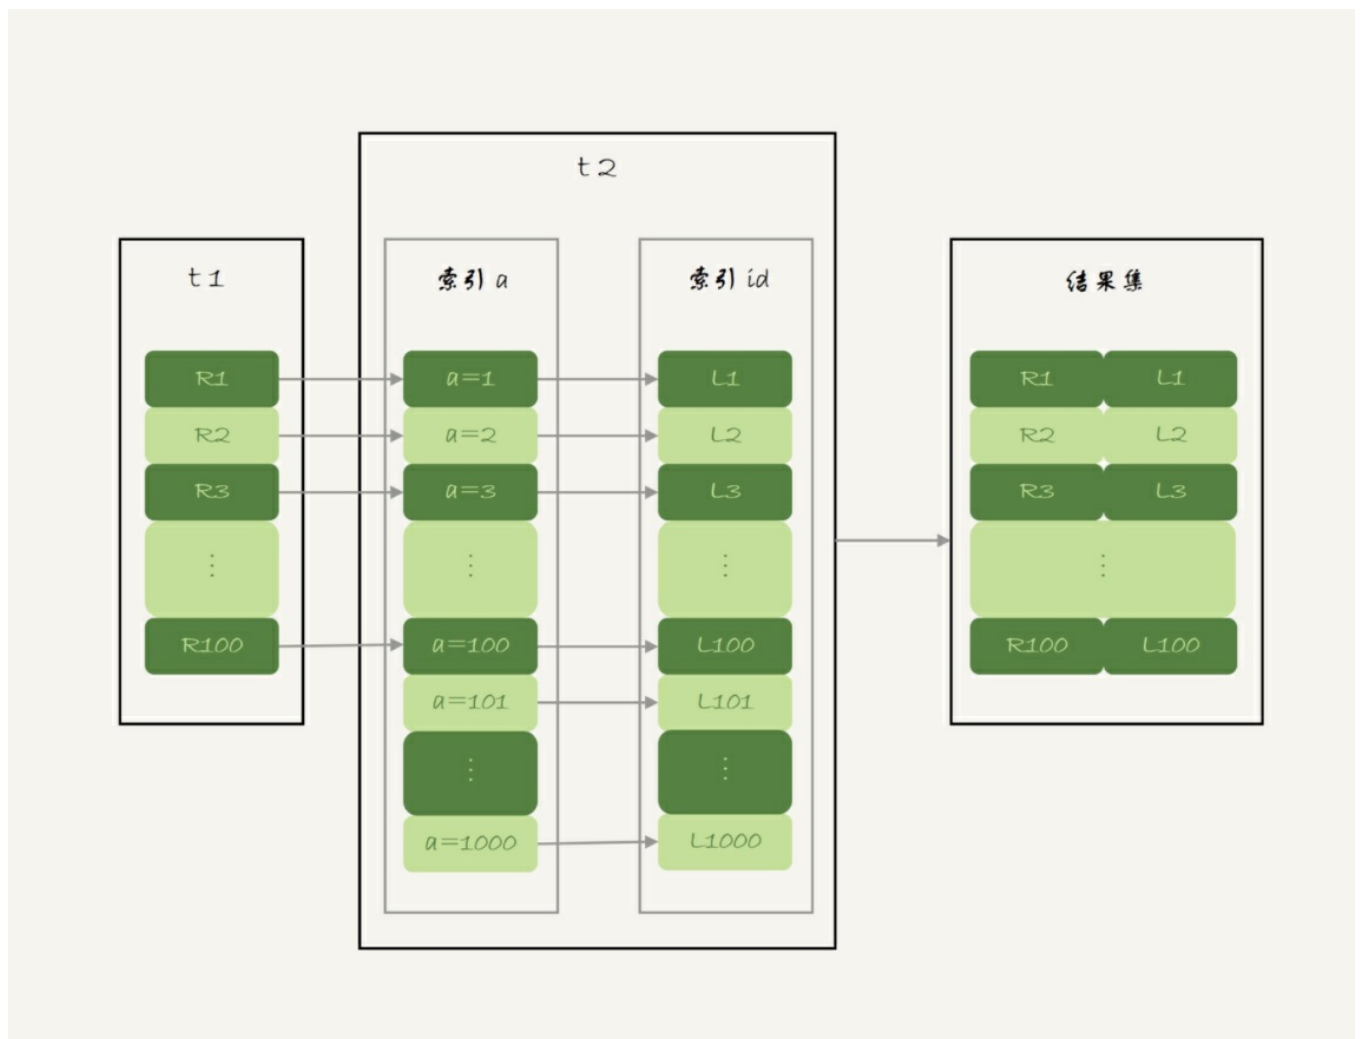 t2
t1
索引 a
索引 id
结果集
R1
a=1
L1
R1
L1
R2
a=2
L2
R2
L2
R3
a=3
L3
R3
L3
⋮
⋮
⋮
⋮
R100
a=100
L100
R100
L100
a=101
L101
⋮
⋮
a=1000
L1000